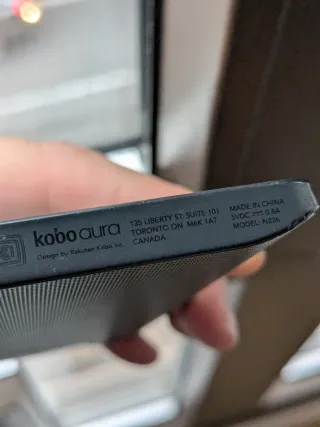 kobo aura
Design by Rakuten Kobo Inc.
135 LIBERTY ST. SUITE 101
TORONTO ON M6K 1A7
CANADA
MADE IN CHINA
5VDC ⎓ 0.8A
MODEL: N236